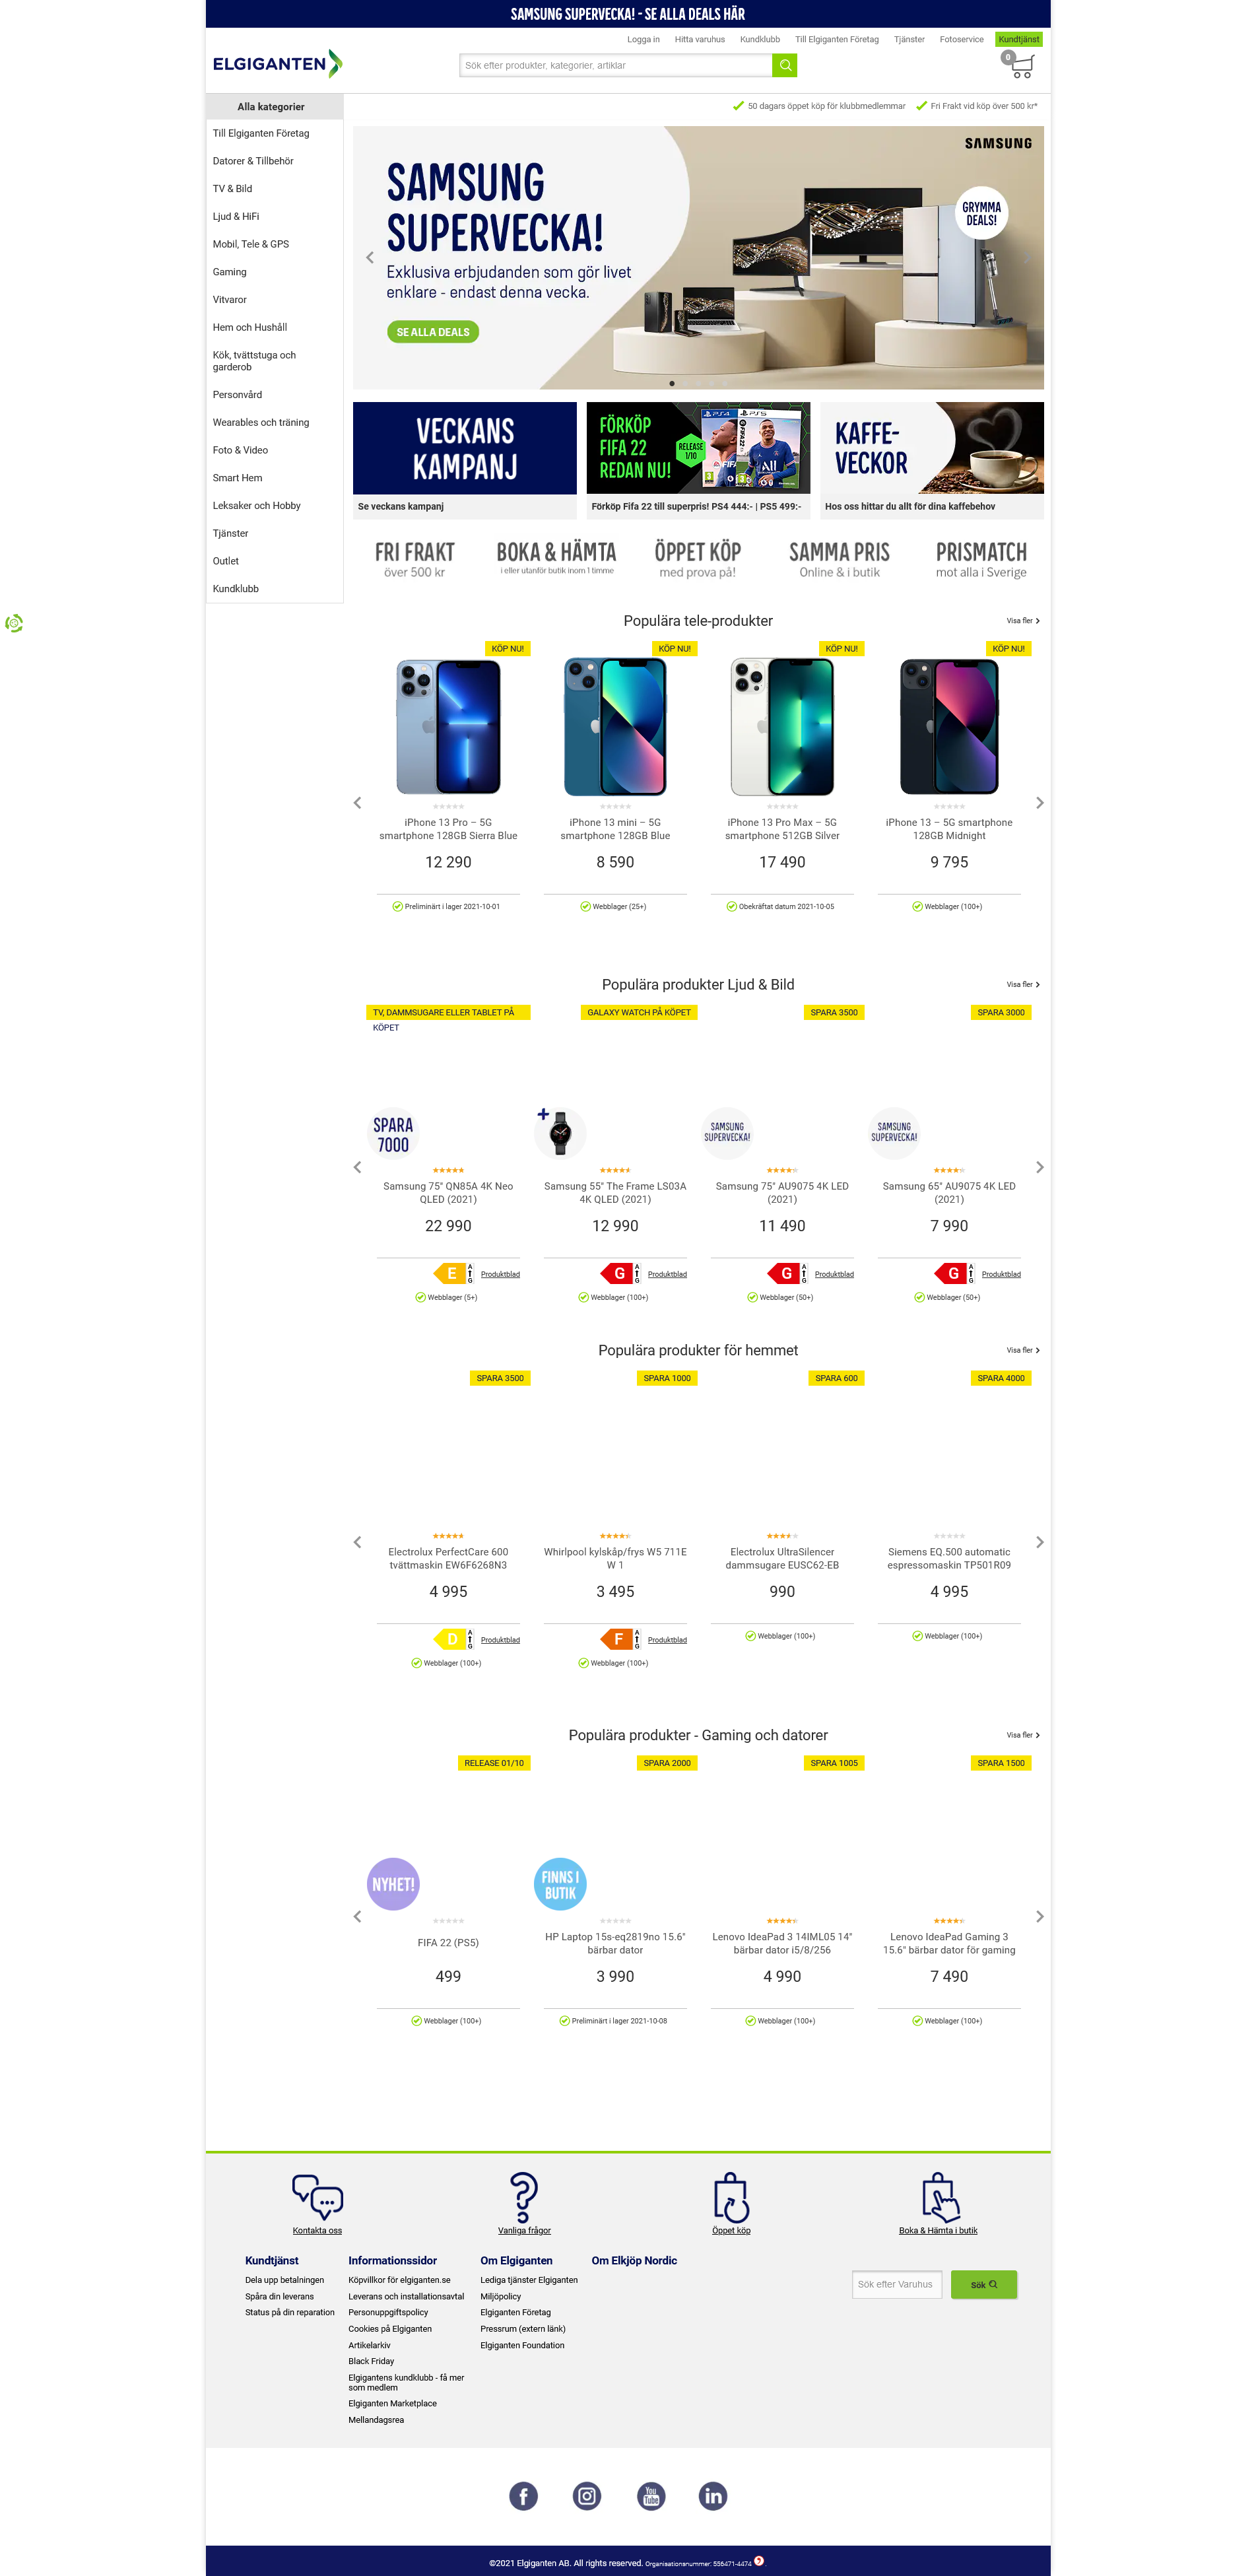 SAMSUNG SUPERVECKA! - SE ALLA DEALS HÄR
Logga in
Hitta varuhus
Kundklubb
Till Elgiganten Företag
Tjänster
Fotoservice
Kundtjänst
ELGIGANTEN
Sök efter produkter, kategorier, artiklar
0
Alla kategorier
50 dagars öppet köp för klubbmedlemmar
Fri Frakt vid köp över 500 kr*
Till Elgiganten Företag
Datorer & Tillbehör
TV & Bild
Ljud & HiFi
Mobil, Tele & GPS
Gaming
Vitvaror
Hem och Hushåll
Kök, tvättstuga och
garderob
Personvård
Wearables och träning
Foto & Video
Smart Hem
Leksaker och Hobby
Tjänster
Outlet
Kundklubb
SAMSUNG
SAMSUNG
SUPERVECKA!
Exklusiva erbjudanden som gör livet
enklare - endast denna vecka.
SE ALLA DEALS
GRYMMA
DEALS!
VECKANS
KAMPANJ
Se veckans kampanj
FÖRKÖP
FIFA 22
REDAN NU!
RELEASE
1/10
PS4
PS5
Förköp Fifa 22 till superpris! PS4 444:- | PS5 499:-
KAFFE-
VECKOR
Hos oss hittar du allt för dina kaffebehov
FRI FRAKT
över 500 kr
BOKA & HÄMTA
i eller utanför butik inom 1 timme
ÖPPET KÖP
med prova på!
SAMMA PRIS
Online & i butik
PRISMATCH
mot alla i Sverige
Populära tele-produkter
Visa fler
KÖP NU!
KÖP NU!
KÖP NU!
KÖP NU!
iPhone 13 Pro – 5G
smartphone 128GB Sierra Blue
12 290
Preliminärt i lager 2021-10-01
iPhone 13 mini – 5G
smartphone 128GB Blue
8 590
Webblager (25+)
iPhone 13 Pro Max – 5G
smartphone 512GB Silver
17 490
Obekräftat datum 2021-10-05
iPhone 13 – 5G smartphone
128GB Midnight
9 795
Webblager (100+)
Populära produkter Ljud & Bild
Visa fler
TV, DAMMSUGARE ELLER TABLET PÅ
KÖPET
GALAXY WATCH PÅ KÖPET
SPARA 3500
SPARA 3000
SPARA
7000
SAMSUNG
SUPERVECKA!
SAMSUNG
SUPERVECKA!
Samsung 75" QN85A 4K Neo
QLED (2021)
22 990
E
A
G
Produktblad
Webblager (5+)
Samsung 55" The Frame LS03A
4K QLED (2021)
12 990
G
A
G
Produktblad
Webblager (100+)
Samsung 75" AU9075 4K LED
(2021)
11 490
G
A
G
Produktblad
Webblager (50+)
Samsung 65" AU9075 4K LED
(2021)
7 990
G
A
G
Produktblad
Webblager (50+)
Populära produkter för hemmet
Visa fler
SPARA 3500
SPARA 1000
SPARA 600
SPARA 4000
Electrolux PerfectCare 600
tvättmaskin EW6F6268N3
4 995
D
A
G
Produktblad
Webblager (100+)
Whirlpool kylskåp/frys W5 711E
W 1
3 495
F
A
G
Produktblad
Webblager (100+)
Electrolux UltraSilencer
dammsugare EUSC62-EB
990
Webblager (100+)
Siemens EQ.500 automatic
espressomaskin TP501R09
4 995
Webblager (100+)
Populära produkter - Gaming och datorer
Visa fler
RELEASE 01/10
SPARA 2000
SPARA 1005
SPARA 1500
NYHET!
FINNS I
BUTIK
FIFA 22 (PS5)
499
Webblager (100+)
HP Laptop 15s-eq2819no 15.6"
bärbar dator
3 990
Preliminärt i lager 2021-10-08
Lenovo IdeaPad 3 14IML05 14"
bärbar dator i5/8/256
4 990
Webblager (100+)
Lenovo IdeaPad Gaming 3
15.6" bärbar dator för gaming
7 490
Webblager (100+)
Kontakta oss
Vanliga frågor
Öppet köp
Boka & Hämta i butik
Kundtjänst
Dela upp betalningen
Spåra din leverans
Status på din reparation
Informationssidor
Köpvillkor för elgiganten.se
Leverans och installationsavtal
Personuppgiftspolicy
Cookies på Elgiganten
Artikelarkiv
Black Friday
Elgigantens kundklubb - få mer
som medlem
Elgiganten Marketplace
Mellandagsrea
Om Elgiganten
Lediga tjänster Elgiganten
Miljöpolicy
Elgiganten Företag
Pressrum (extern länk)
Elgiganten Foundation
Om Elkjöp Nordic
Sök efter Varuhus
Sök
You
Tube
©2021 Elgiganten AB. All rights reserved. Organisationsnummer: 556471-4474